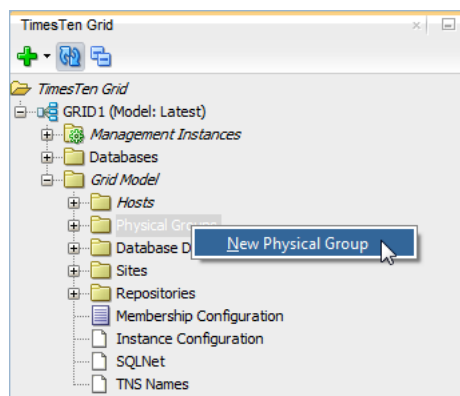 TimesTen Grid
TimesTen Grid
GRID1 (Model: Latest)
Management Instances
Databases
Grid Model
Hosts
Physical Groups
New Physical Group
Database D
Sites
Repositories
Membership Configuration
Instance Configuration
SQLNet
TNS Names